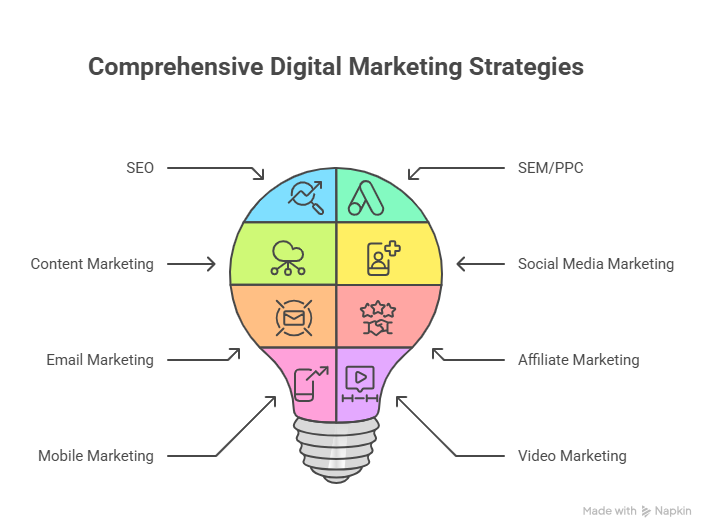 Comprehensive Digital Marketing Strategies
SEO
SEM/PPC
Content Marketing
Social Media Marketing
Email Marketing
Affiliate Marketing
Mobile Marketing
Video Marketing
Made with Napkin